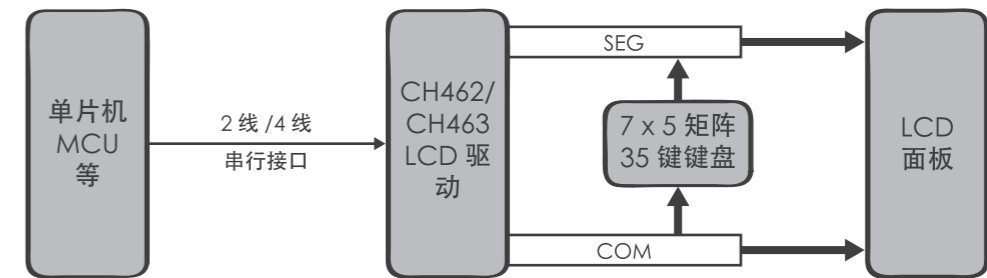 单片机
MCU
等
2 线 /4 线
串行接口
CH462/
CH463
LCD 驱
动
SEG
7 x 5 矩阵
35 键键盘
COM
LCD
面板